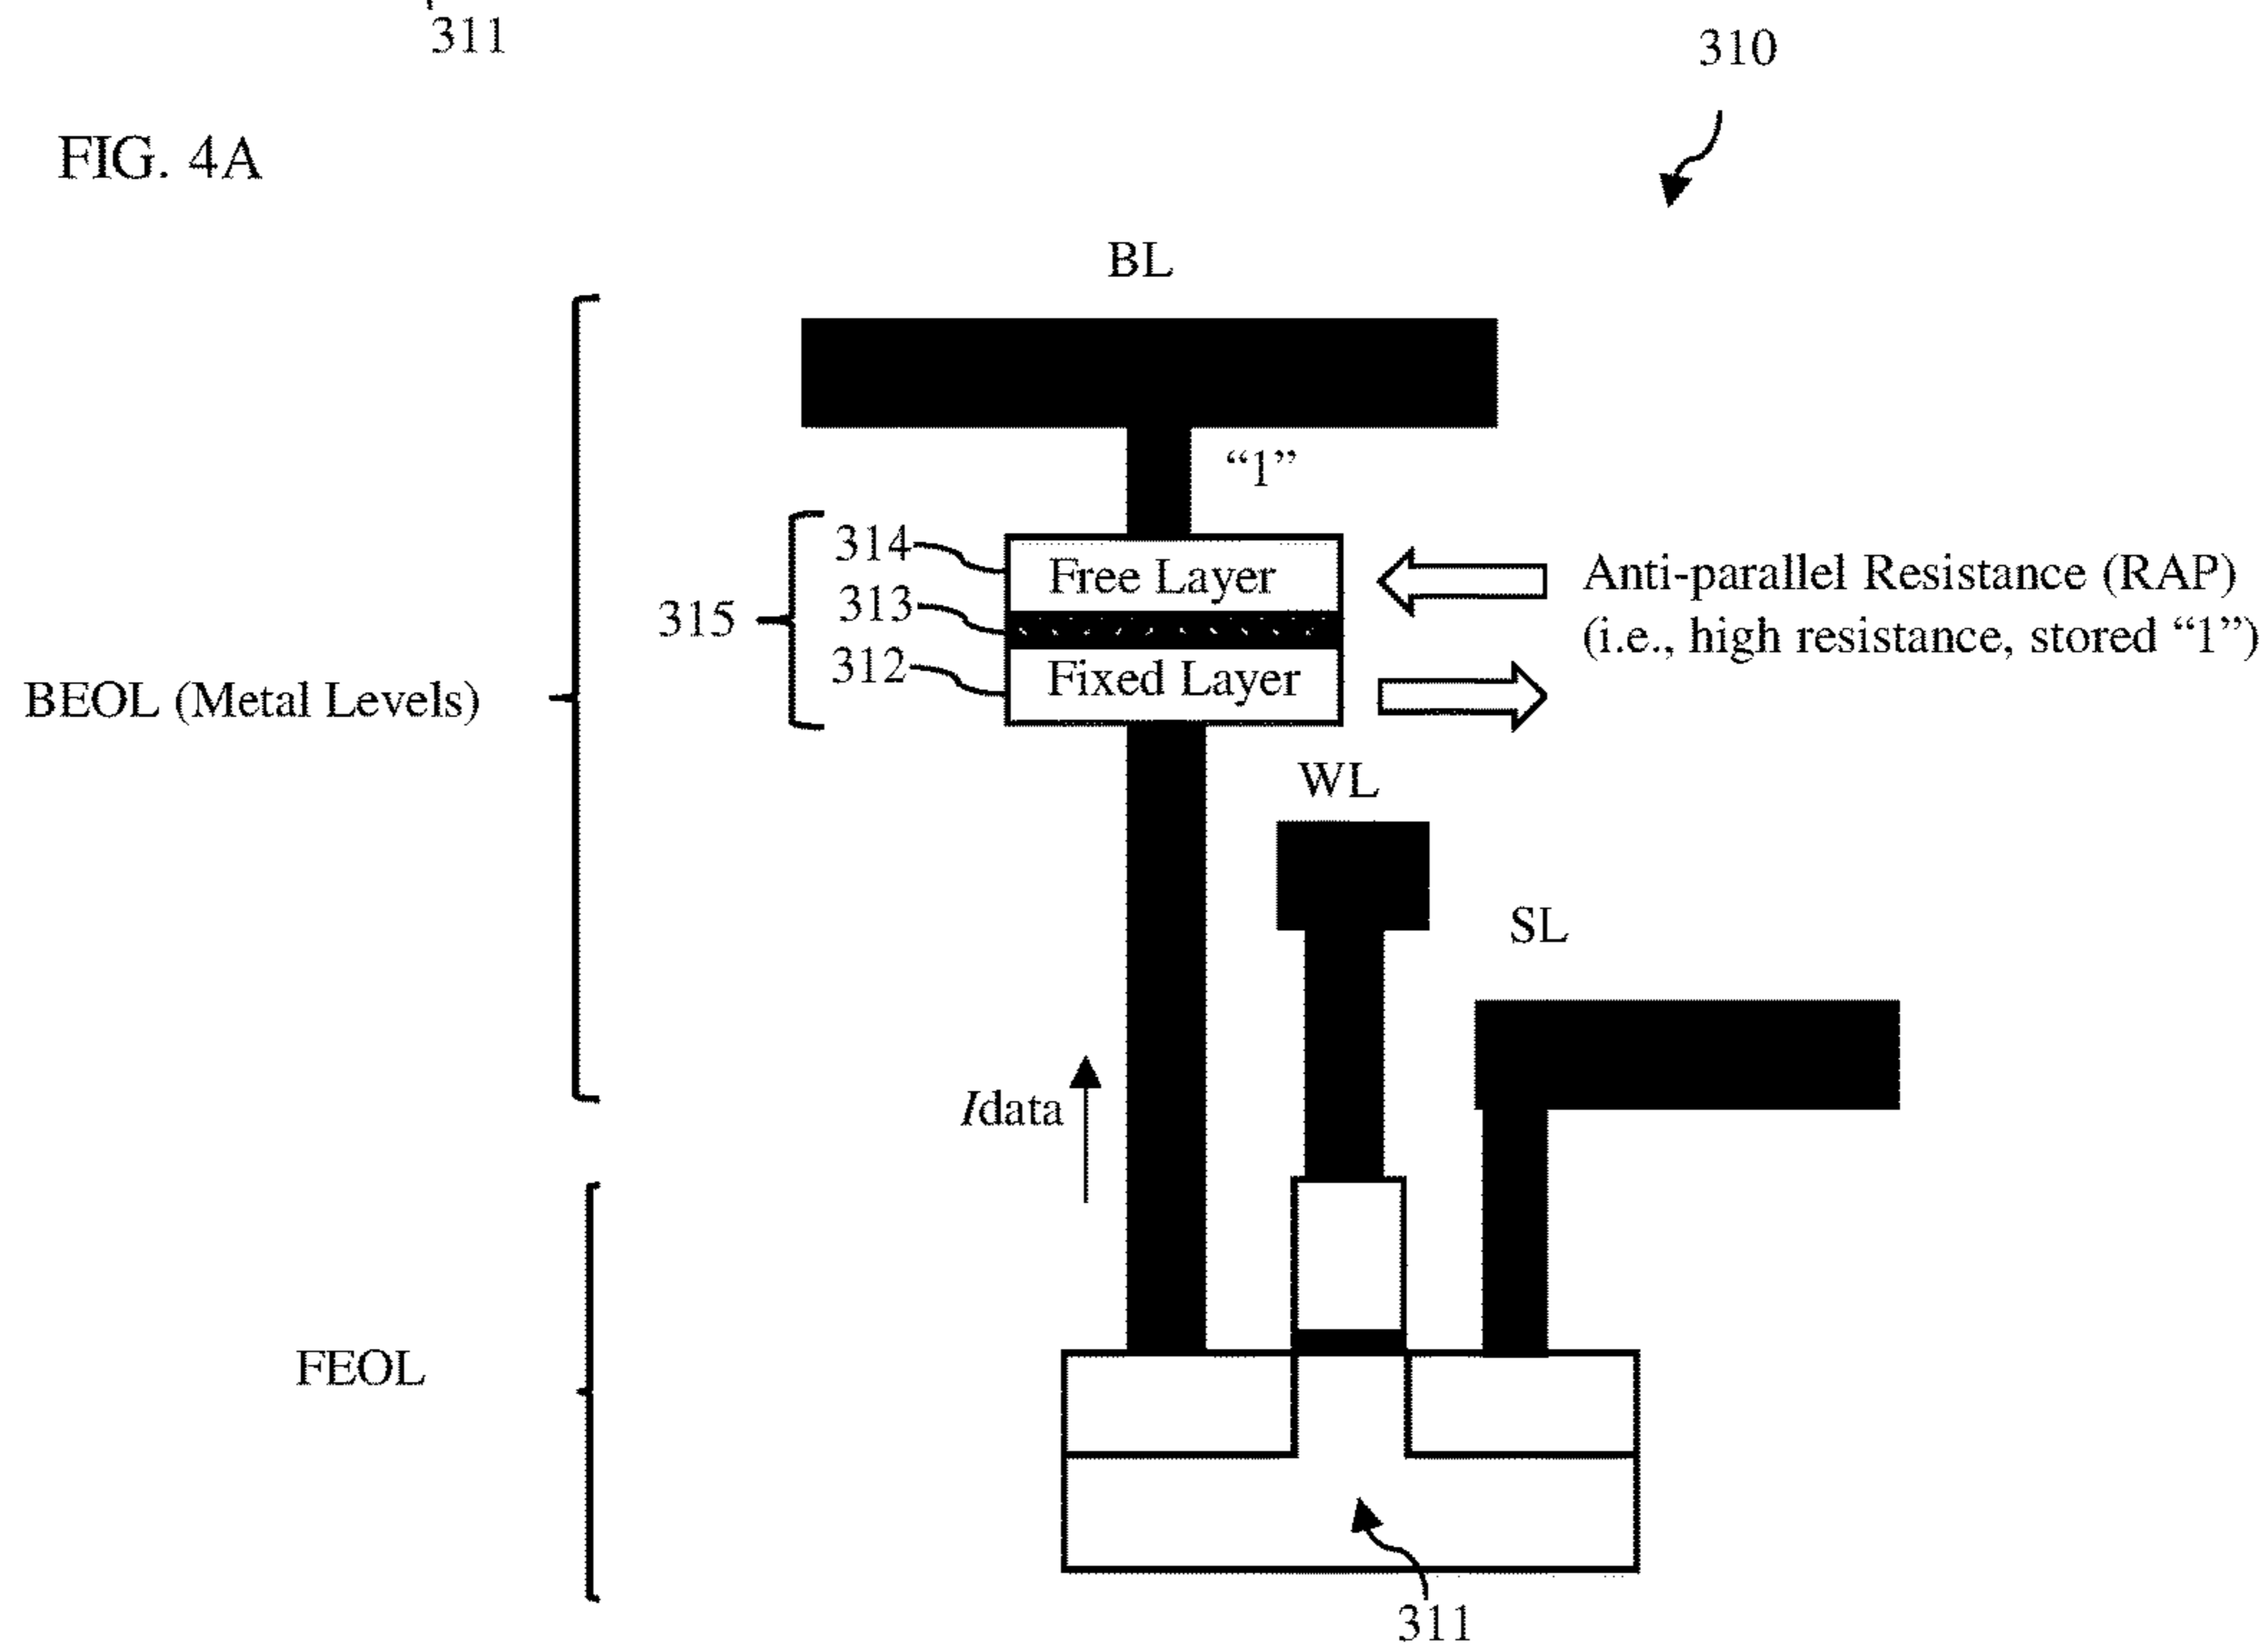 311
310
FIG. 4A
BL
“1”
314
Free Layer
Anti-parallel Resistance (RAP)
(i.e., high resistance, stored “1”)
313
315
312
Fixed Layer
BEOL (Metal Levels)
WL
SL
Idata
FEOL
311